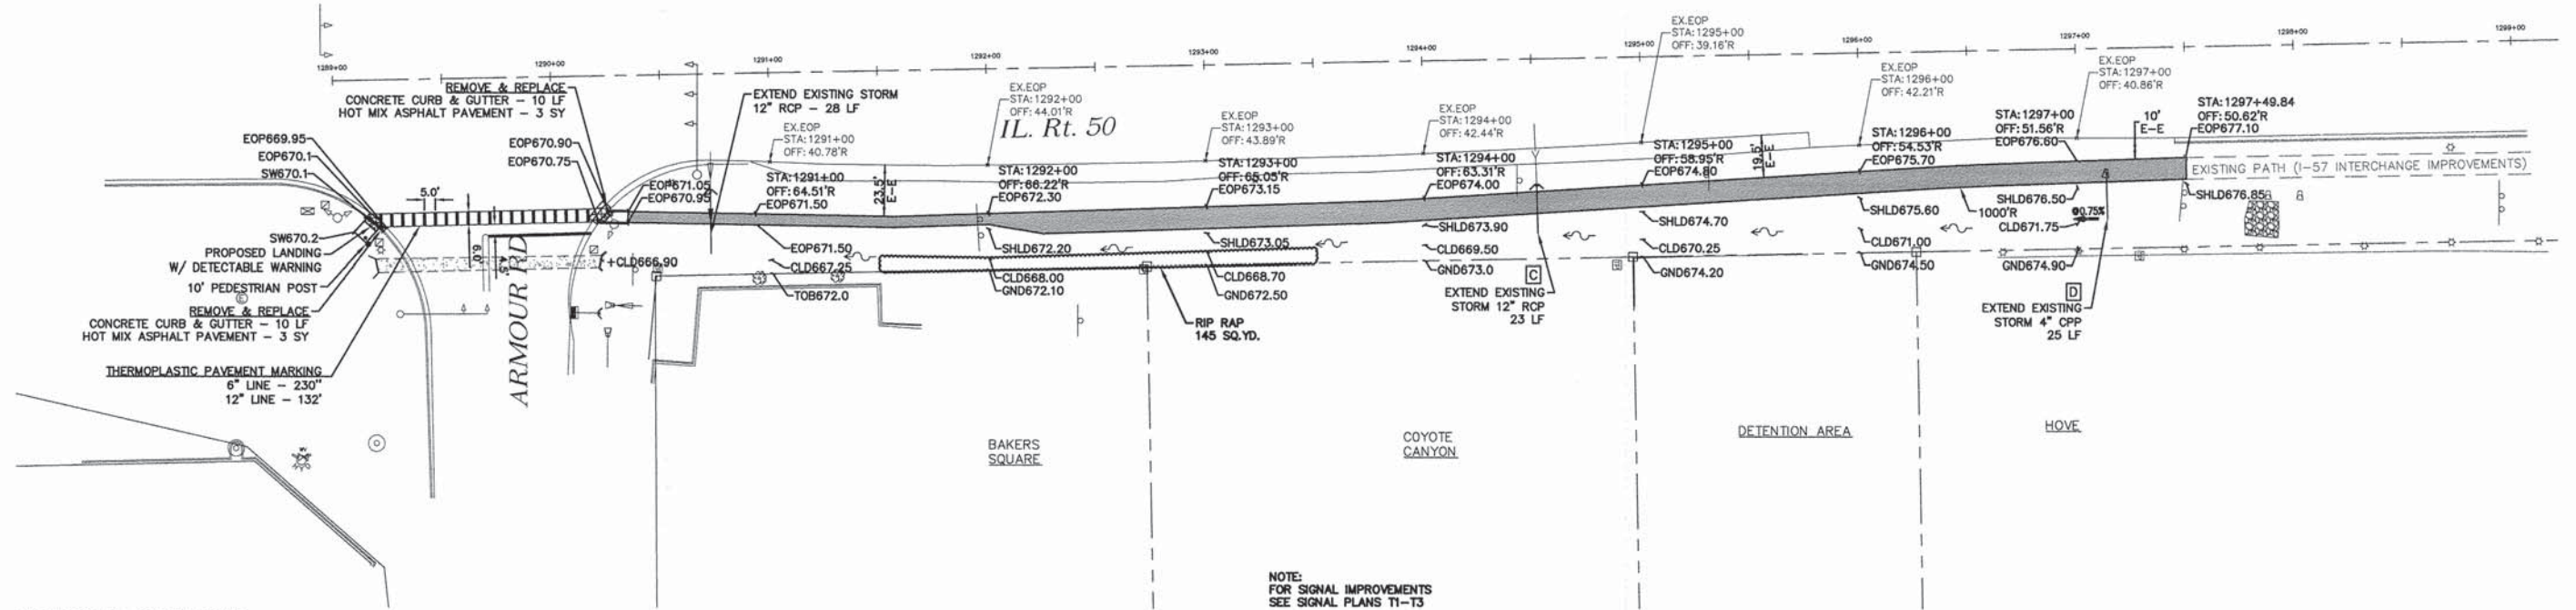 1289+00
1290+00
1291+00
1292+00
1293+00
1294+00
1295+00
1296+00
1297+00
1298+00
1299+00
REMOVE & REPLACE
CONCRETE CURB & GUTTER - 10 LF
HOT MIX ASPHALT PAVEMENT - 3 SY
EOP669.95
EOP670.1
SW670.1
EOP670.90
EOP670.75
5.0'
SW670.2
PROPOSED LANDING
W/ DETECTABLE WARNING
10' PEDESTRIAN POST
E
REMOVE & REPLACE
CONCRETE CURB & GUTTER - 10 LF
HOT MIX ASPHALT PAVEMENT - 3 SY
THERMOPLASTIC PAVEMENT MARKING
6" LINE - 230"
12" LINE - 132'
6.0'
4.5'
ARMOUR RD
EOP671.05
EOP670.95
+CLD666.90
EXTEND EXISTING STORM
12" RCP - 28 LF
EX.EOP
STA:1291+00
OFF: 40.78'R
STA:1291+00
OFF: 64.51'R
EOP671.50
EOP671.50
CLD667.25
TOB672.0
23.5'
E-E
EX.EOP
STA:1292+00
OFF: 44.01'R
IL. Rt. 50
STA:1292+00
OFF: 66.22'R
EOP672.30
SHLD672.20
CLD668.00
GND672.10
EX.EOP
STA:1293+00
OFF: 43.89'R
STA:1293+00
OFF: 65.05'R
EOP673.15
SHLD673.05
CLD668.70
GND672.50
RIP RAP
145 SQ.YD.
EX.EOP
STA:1294+00
OFF: 42.44'R
STA:1294+00
OFF: 63.31'R
EOP674.00
SHLD673.90
CLD669.50
GND673.0
C
EXTEND EXISTING
STORM 12" RCP
23 LF
EX.EOP
STA:1295+00
OFF: 39.16'R
STA:1295+00
OFF: 58.95'R
EOP674.80
SHLD674.70
CLD670.25
GND674.20
19.5'
E-E
EX.EOP
STA:1296+00
OFF: 42.21'R
STA:1296+00
OFF: 54.53'R
EOP675.70
SHLD675.60
CLD671.00
GND674.50
1000'R
EX.EOP
STA:1297+00
OFF: 40.86'R
STA:1297+00
OFF: 51.56'R
EOP676.60
SHLD676.50
@0.75%
CLD671.75
GND674.90
D
EXTEND EXISTING
STORM 4" CPP
25 LF
10'
E-E
STA:1297+49.84
OFF: 50.62'R
EOP677.10
EXISTING PATH (I-57 INTERCHANGE IMPROVEMENTS)
SHLD676.85
BAKERS
SQUARE
COYOTE
CANYON
DETENTION AREA
HOVE
NOTE:
FOR SIGNAL IMPROVEMENTS
SEE SIGNAL PLANS T1-T3